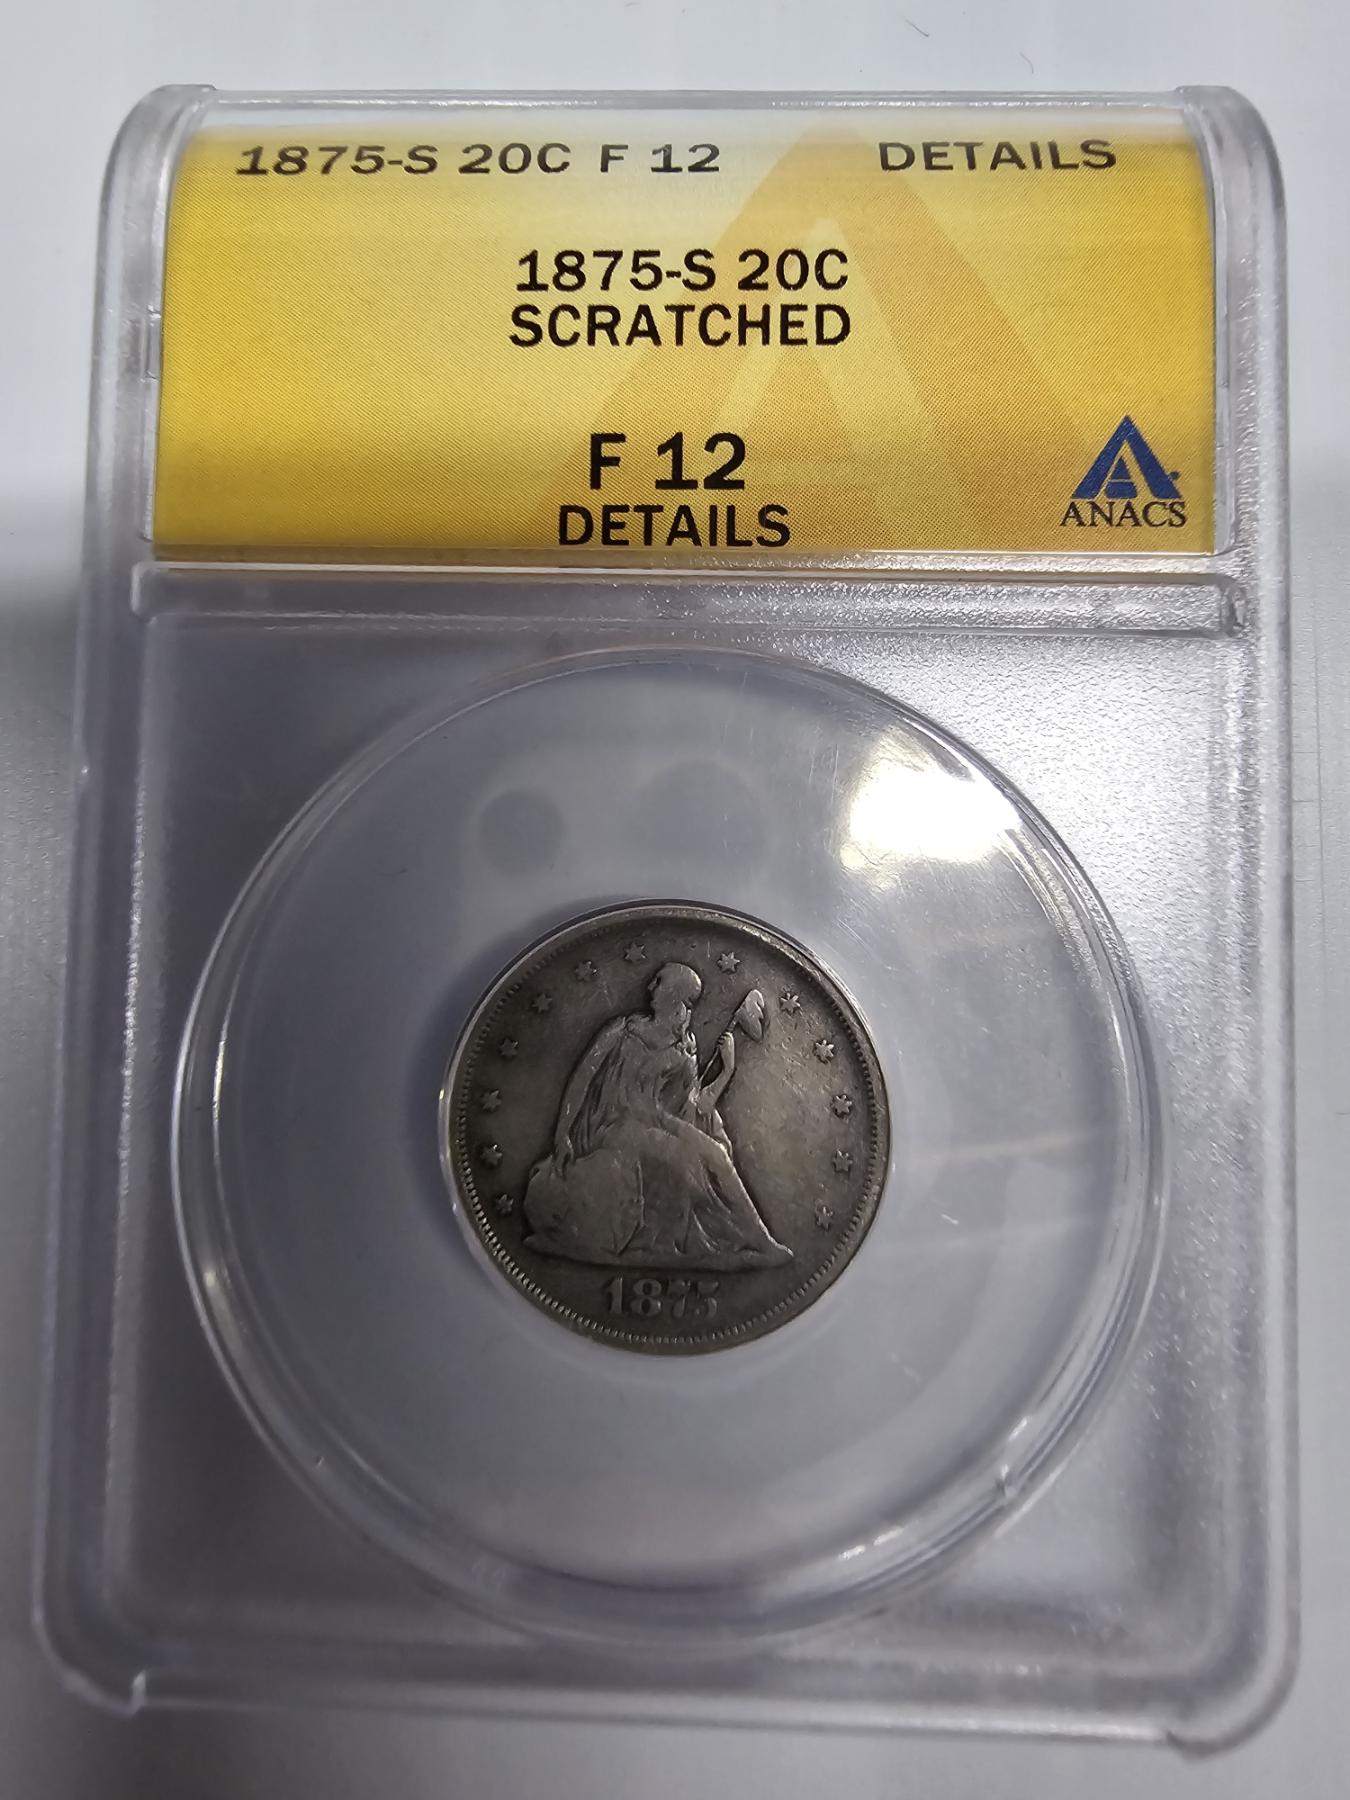 1875-S 20C F 12 DETAILS
1875-S 20C
SCRATCHED
F 12
DETAILS
ANACS
1875